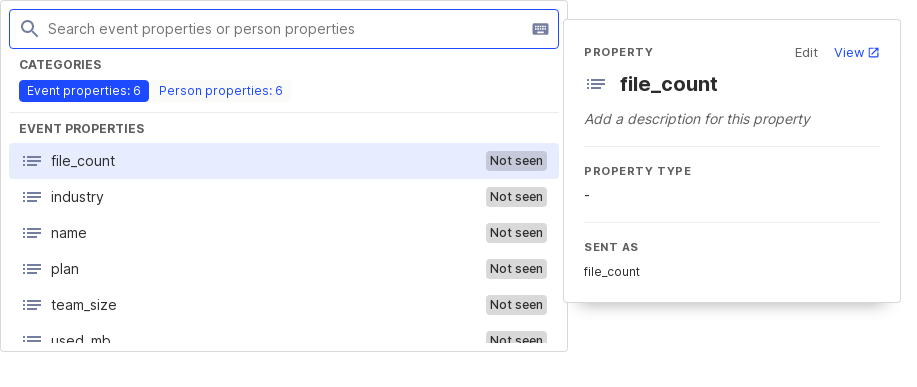 Search event properties or person properties
CATEGORIES
Event properties: 6
Person properties: 6
EVENT PROPERTIES
file_count
Not seen
industry
Not seen
name
Not seen
plan
Not seen
team_size
Not seen
used_mb
Not seen
PROPERTY
Edit
View
file_count
Add a description for this property
PROPERTY TYPE
-
SENT AS
file_count